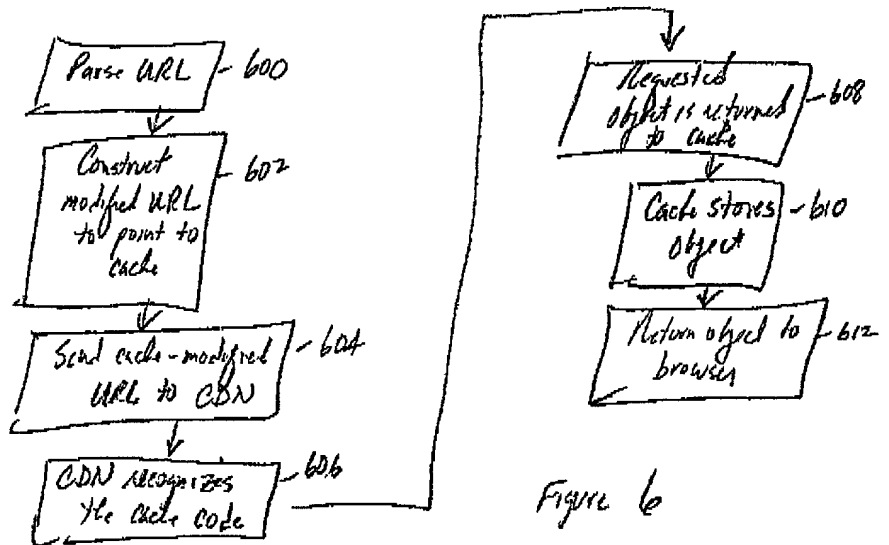 Parse URL - 600
Construct - 602
modified URL
to point to
cache
Send cache-modified - 604
URL to CDN
CDN recognizes - 606
the cache code
Requested - 608
object is returned
to cache
Cache stores - 610
object
Return object to - 612
browser
Figure 6